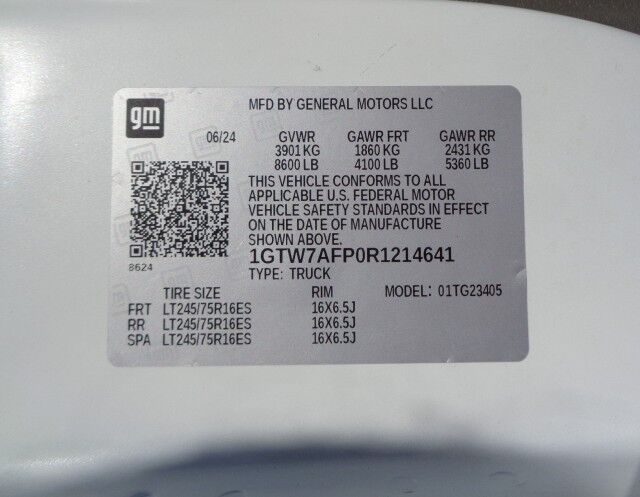 MFD BY GENERAL MOTORS LLC
gm
06/24 GVWR GAWR FRT GAWR RR
3901 KG 1860 KG 2431 KG
8600 LB 4100 LB 5360 LB
THIS VEHICLE CONFORMS TO ALL
APPLICABLE U.S. FEDERAL MOTOR
VEHICLE SAFETY STANDARDS IN EFFECT
ON THE DATE OF MANUFACTURE
SHOWN ABOVE.
8624 1GTW7AFP0R1214641
TYPE: TRUCK
TIRE SIZE RIM MODEL: 01TG23405
FRT LT245/75R16ES 16X6.5J
RR LT245/75R16ES 16X6.5J
SPA LT245/75R16ES 16X6.5J